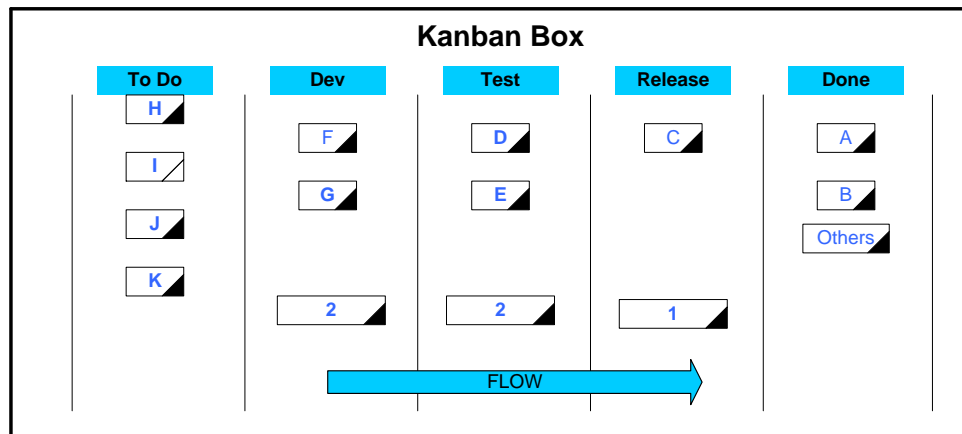 Kanban Box
To Do
Dev
Test
Release
Done
H
I
J
K
F
G
2
D
E
2
C
1
A
B
Others
FLOW